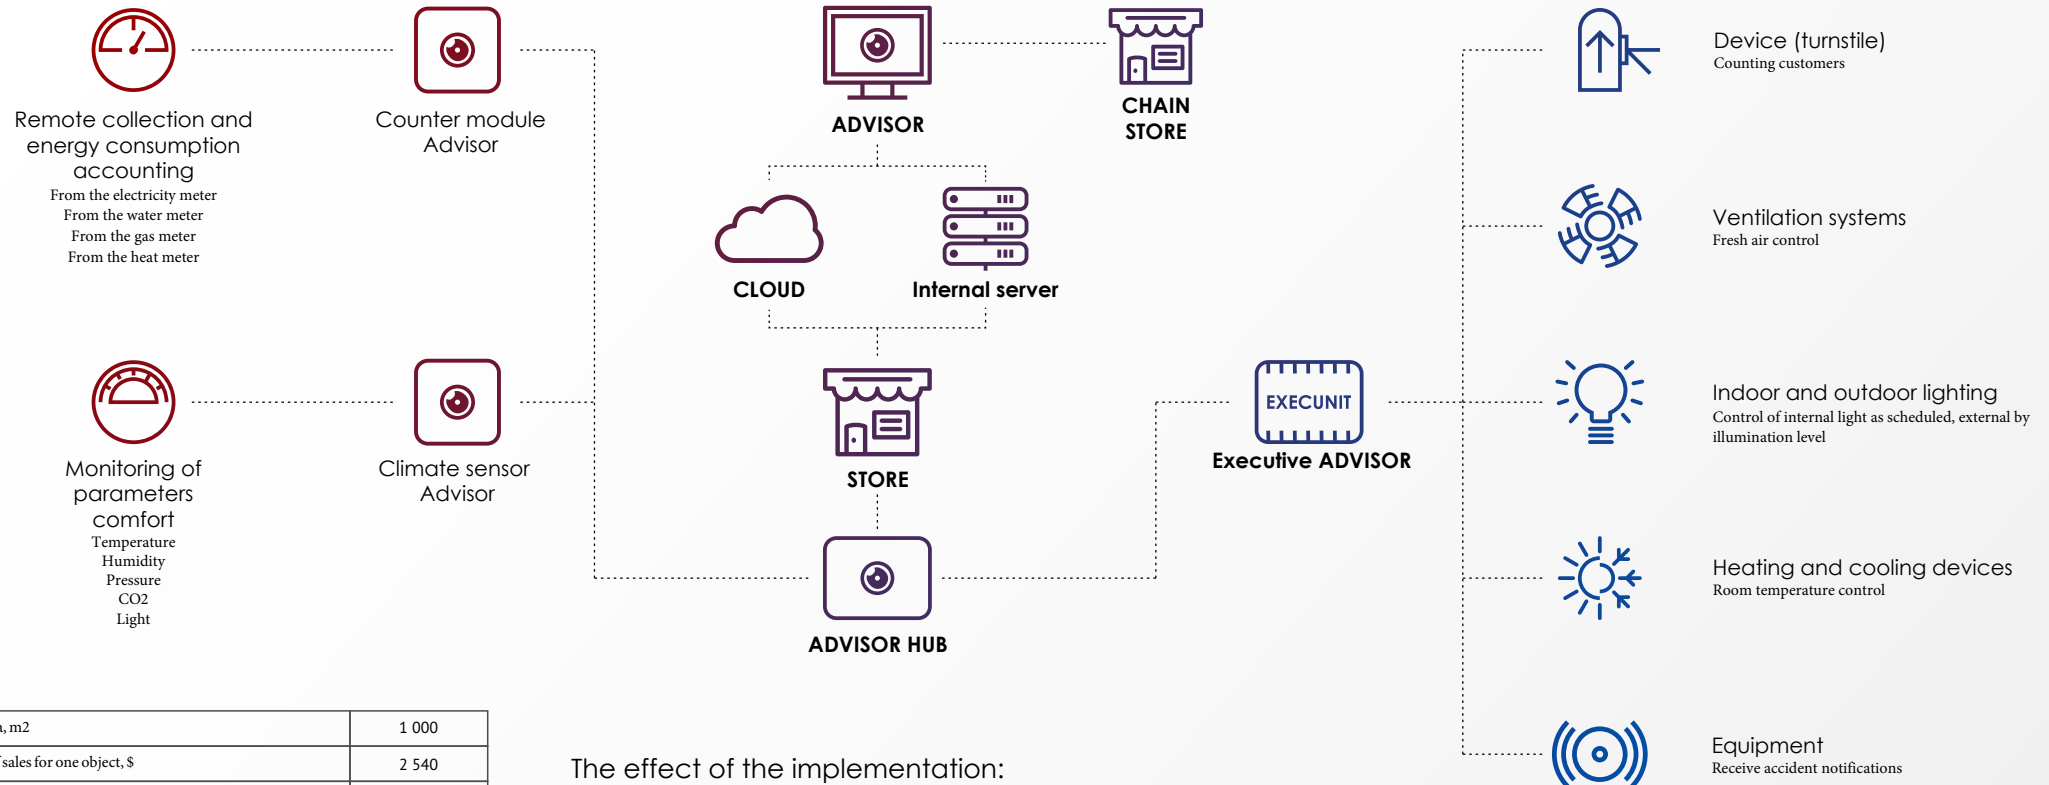 Remote collection and
energy consumption
accounting
From the electricity meter
From the water meter
From the gas meter
From the heat meter
Counter module
Advisor
Monitoring of
parameters
comfort
Temperature
Humidity
Pressure
CO2
Light
Climate sensor
Advisor
ADVISOR
CHAIN
STORE
CLOUD
Internal server
STORE
ADVISOR HUB
EXECUNIT
Executive ADVISOR
Device (turnstile)
Counting customers
Ventilation systems
Fresh air control
Indoor and outdoor lighting
Control of internal light as scheduled, external by
illumination level
Heating and cooling devices
Room temperature control
Equipment
Receive accident notifications
, m2 1 000
sales for one object, $ 2 540
The effect of the implementation: